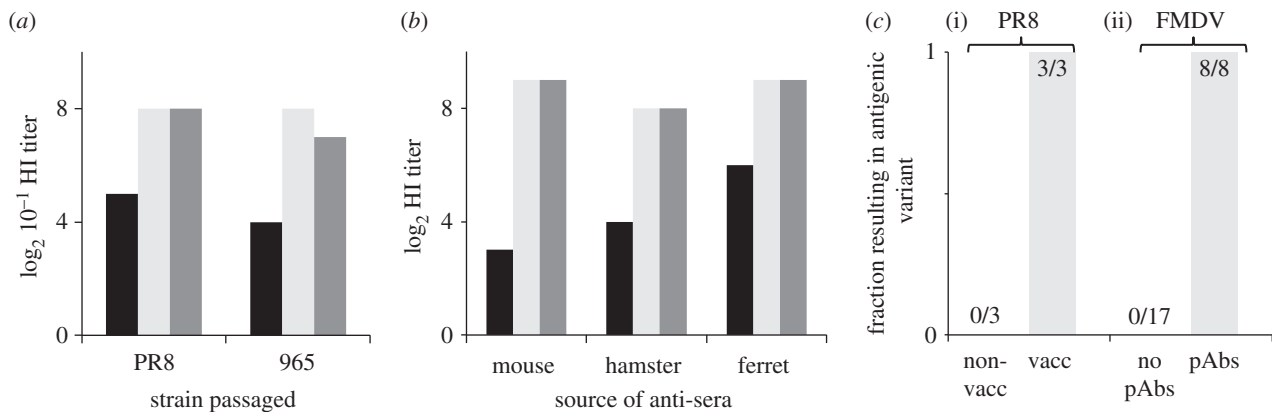 (a)
log₂ 10⁻¹ HI titer
8
4
0
PR8 965
strain passaged
(b)
log₂ HI titer
8
4
0
mouse hamster ferret
source of anti-sera
(c) (i) PR8 (ii) FMDV
fraction resulting in antigenic
variant
1
0
3/3 8/8
0/3 0/17
non-
vacc
vacc
no
pAbs
pAbs